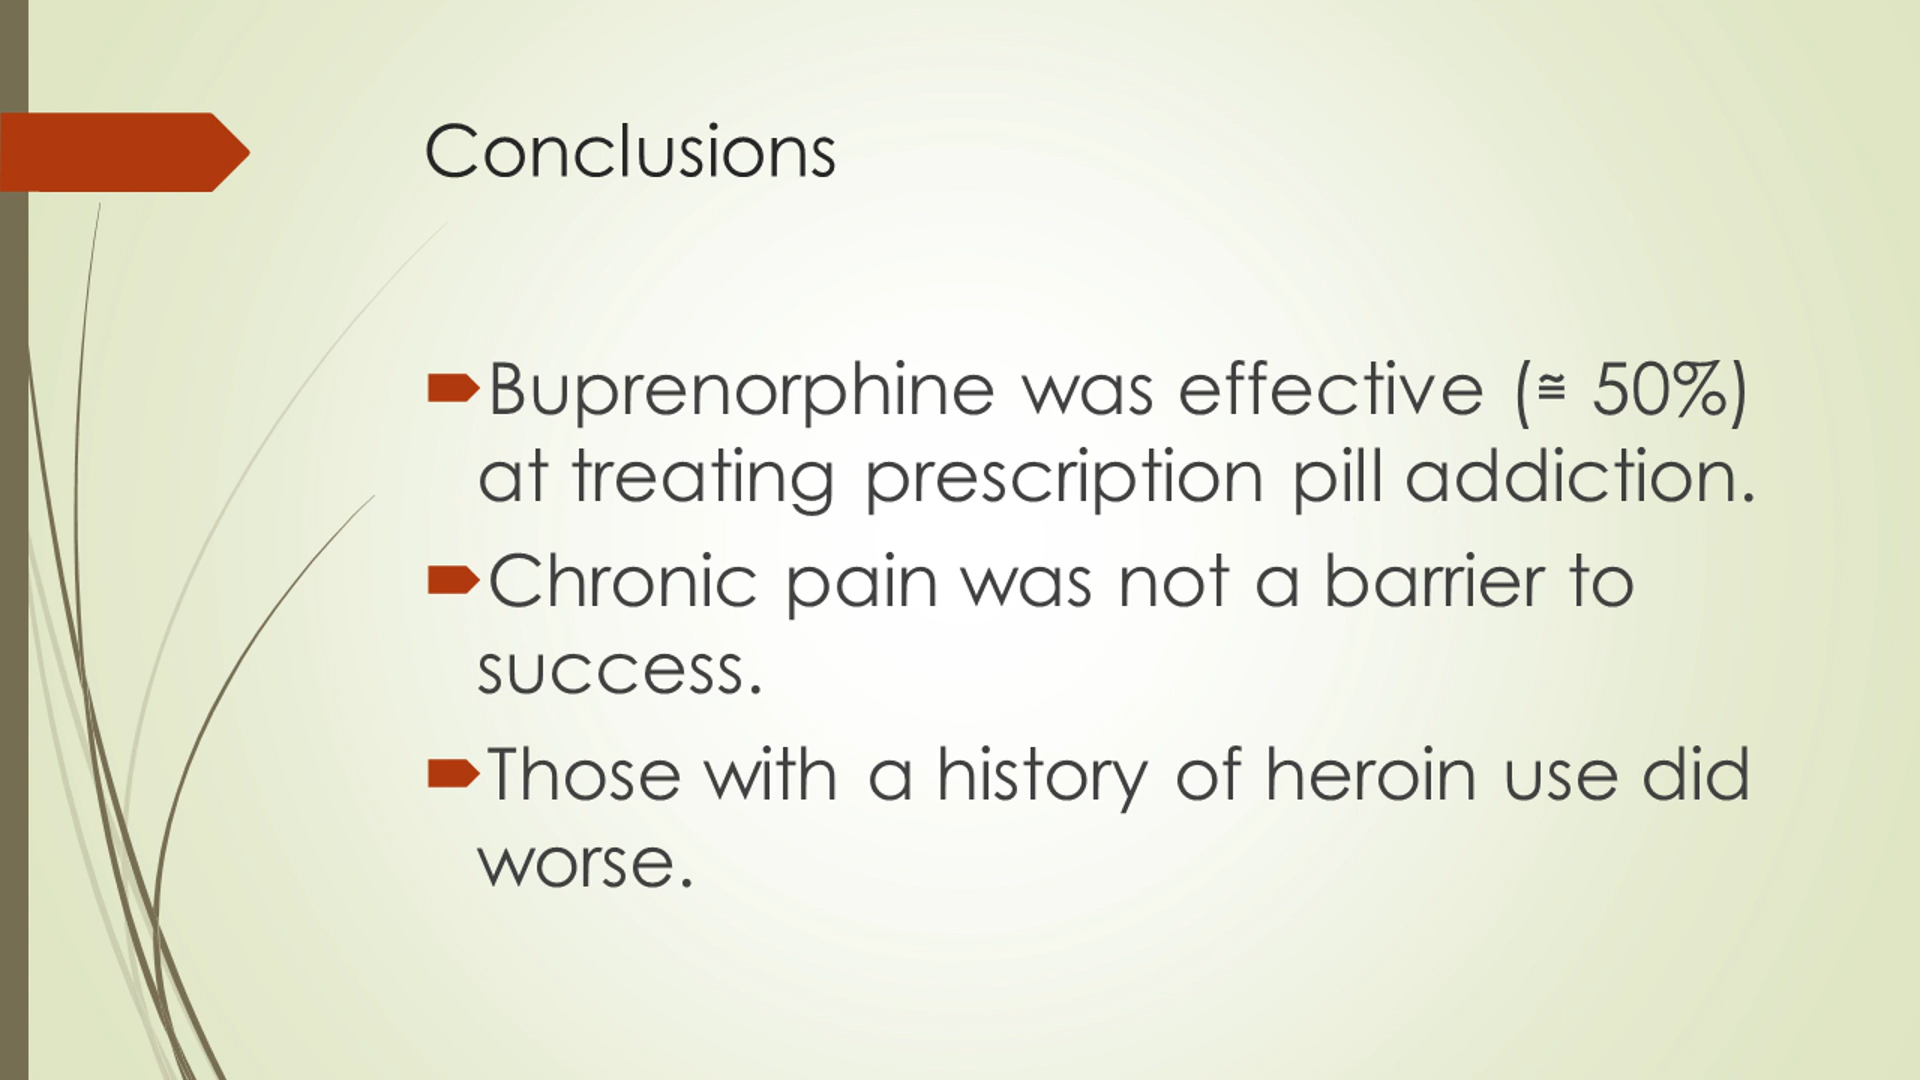 Conclusions
Buprenorphine was effective (≅ 50%)
at treating prescription pill addiction.
Chronic pain was not a barrier to
success.
Those with a history of heroin use did
worse.